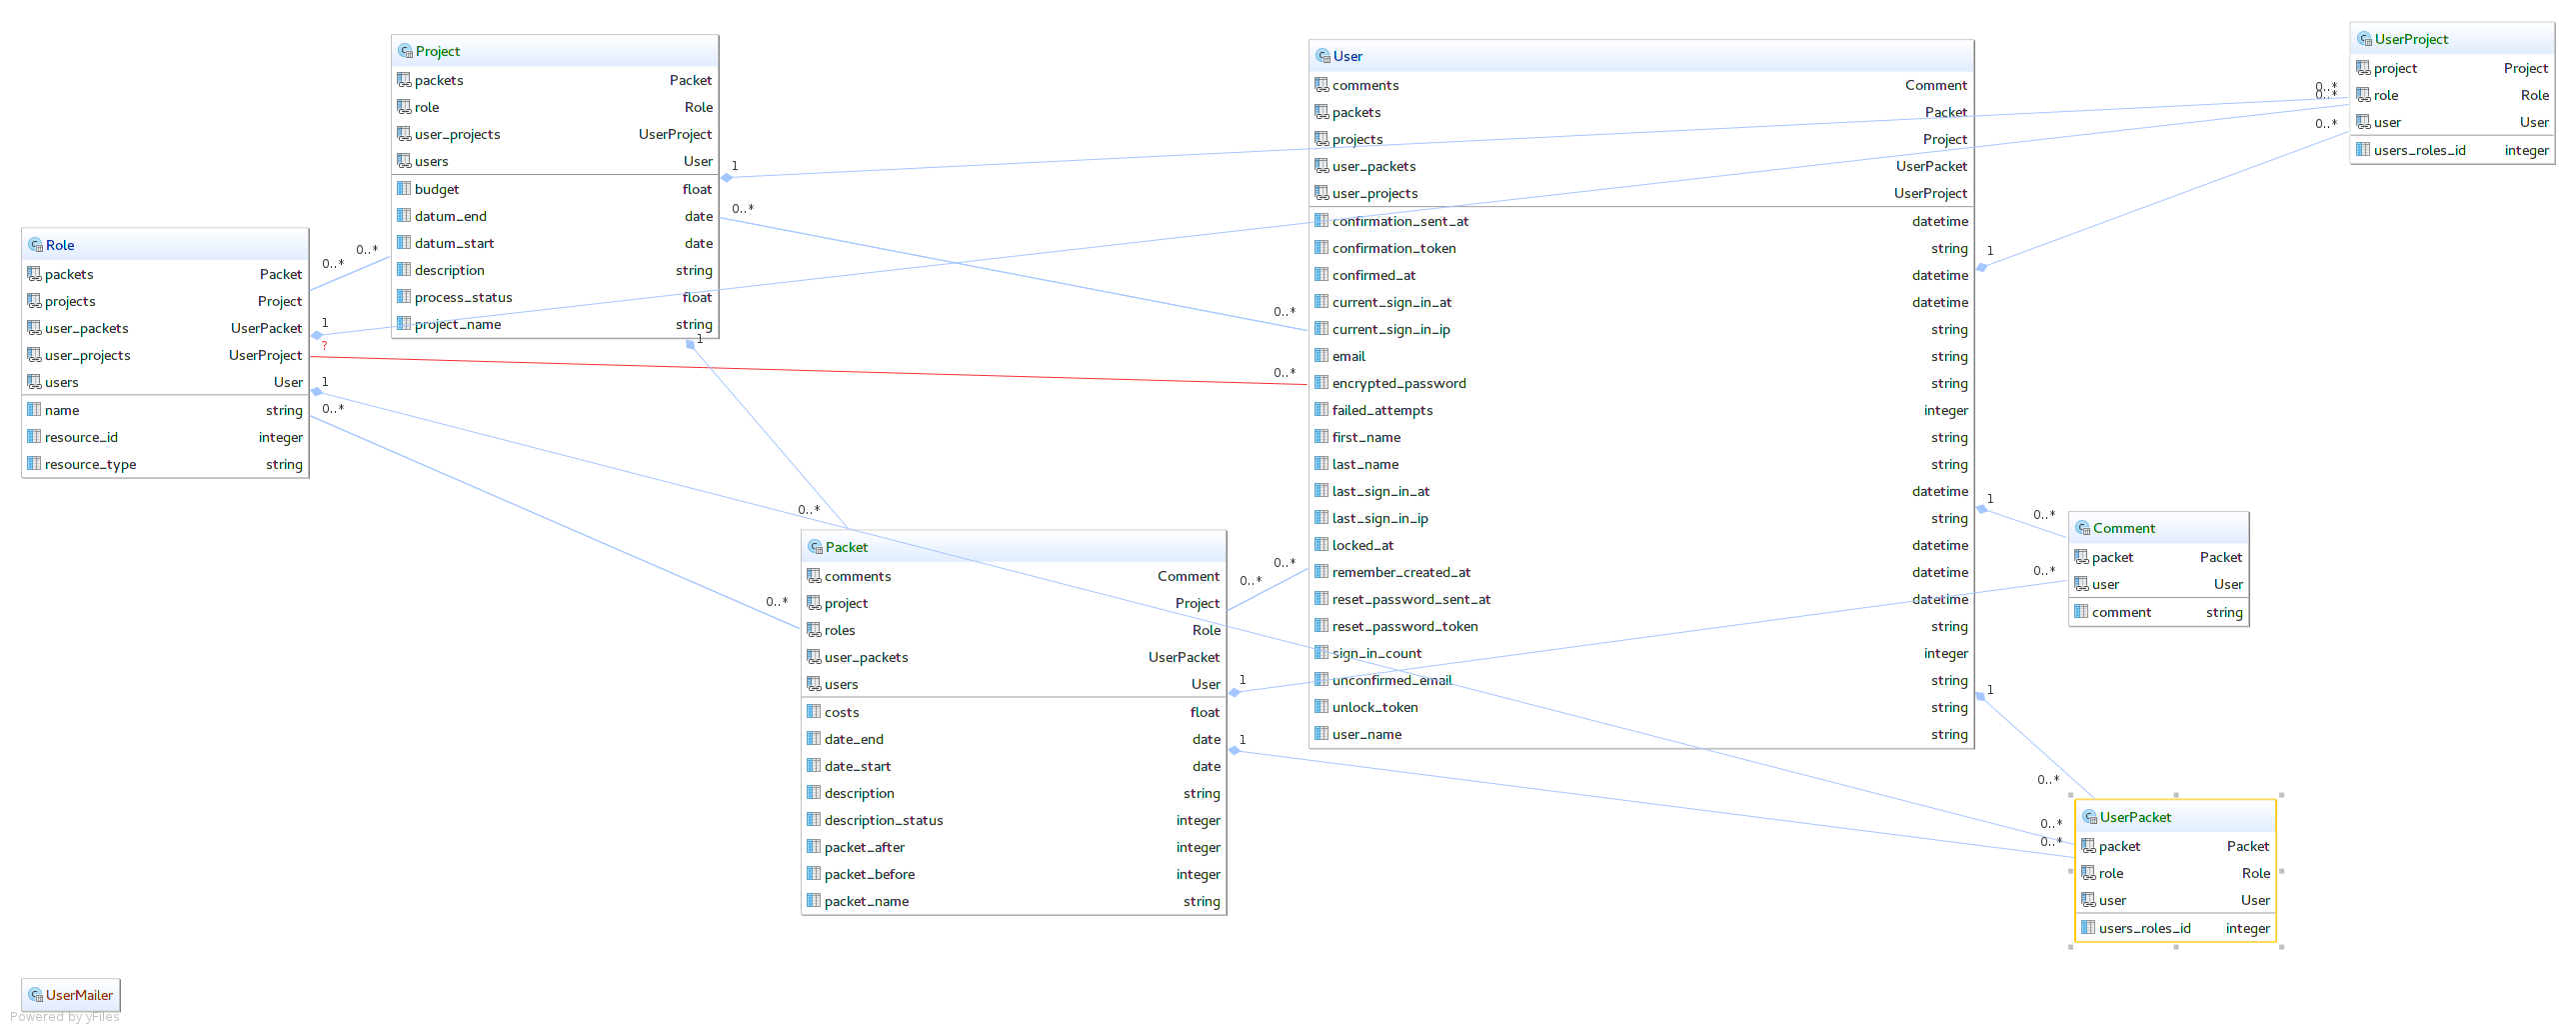 Project
packets Packet
role Role
user_projects UserProject
users User
budget float
datum_end date
datum_start date
description string
process_status float
project_name string
1
0..*
1
User
comments Comment
packets Packet
projects Project
user_packets UserPacket
user_projects UserProject
confirmation_sent_at datetime
confirmation_token string
confirmed_at datetime
current_sign_in_at datetime
current_sign_in_ip string
email string
encrypted_password string
failed_attempts integer
first_name string
last_name string
last_sign_in_at datetime
last_sign_in_ip string
locked_at datetime
remember_created_at datetime
reset_password_sent_at datetime
reset_password_token string
sign_in_count integer
unconfirmed_email string
unlock_token string
user_name string
0..*
0..*
0..*
1
1
1
UserProject
project Project
role Role
user User
users_roles_id integer
0..*
0..*
0..*
Role
packets Packet
projects Project
user_packets UserPacket
user_projects UserProject
users User
name string
resource_id integer
resource_type string
0..*
0..*
1
?
1
0..*
Packet
comments Comment
project Project
roles Role
user_packets UserPacket
users User
costs float
date_end date
date_start date
description string
description_status integer
packet_after integer
packet_before integer
packet_name string
0..*
0..*
0..*
1
1
Comment
packet Packet
user User
comment string
0..*
0..*
UserPacket
packet Packet
role Role
user User
users_roles_id integer
0..*
0..*
0..*
UserMailer
Powered by yFiles